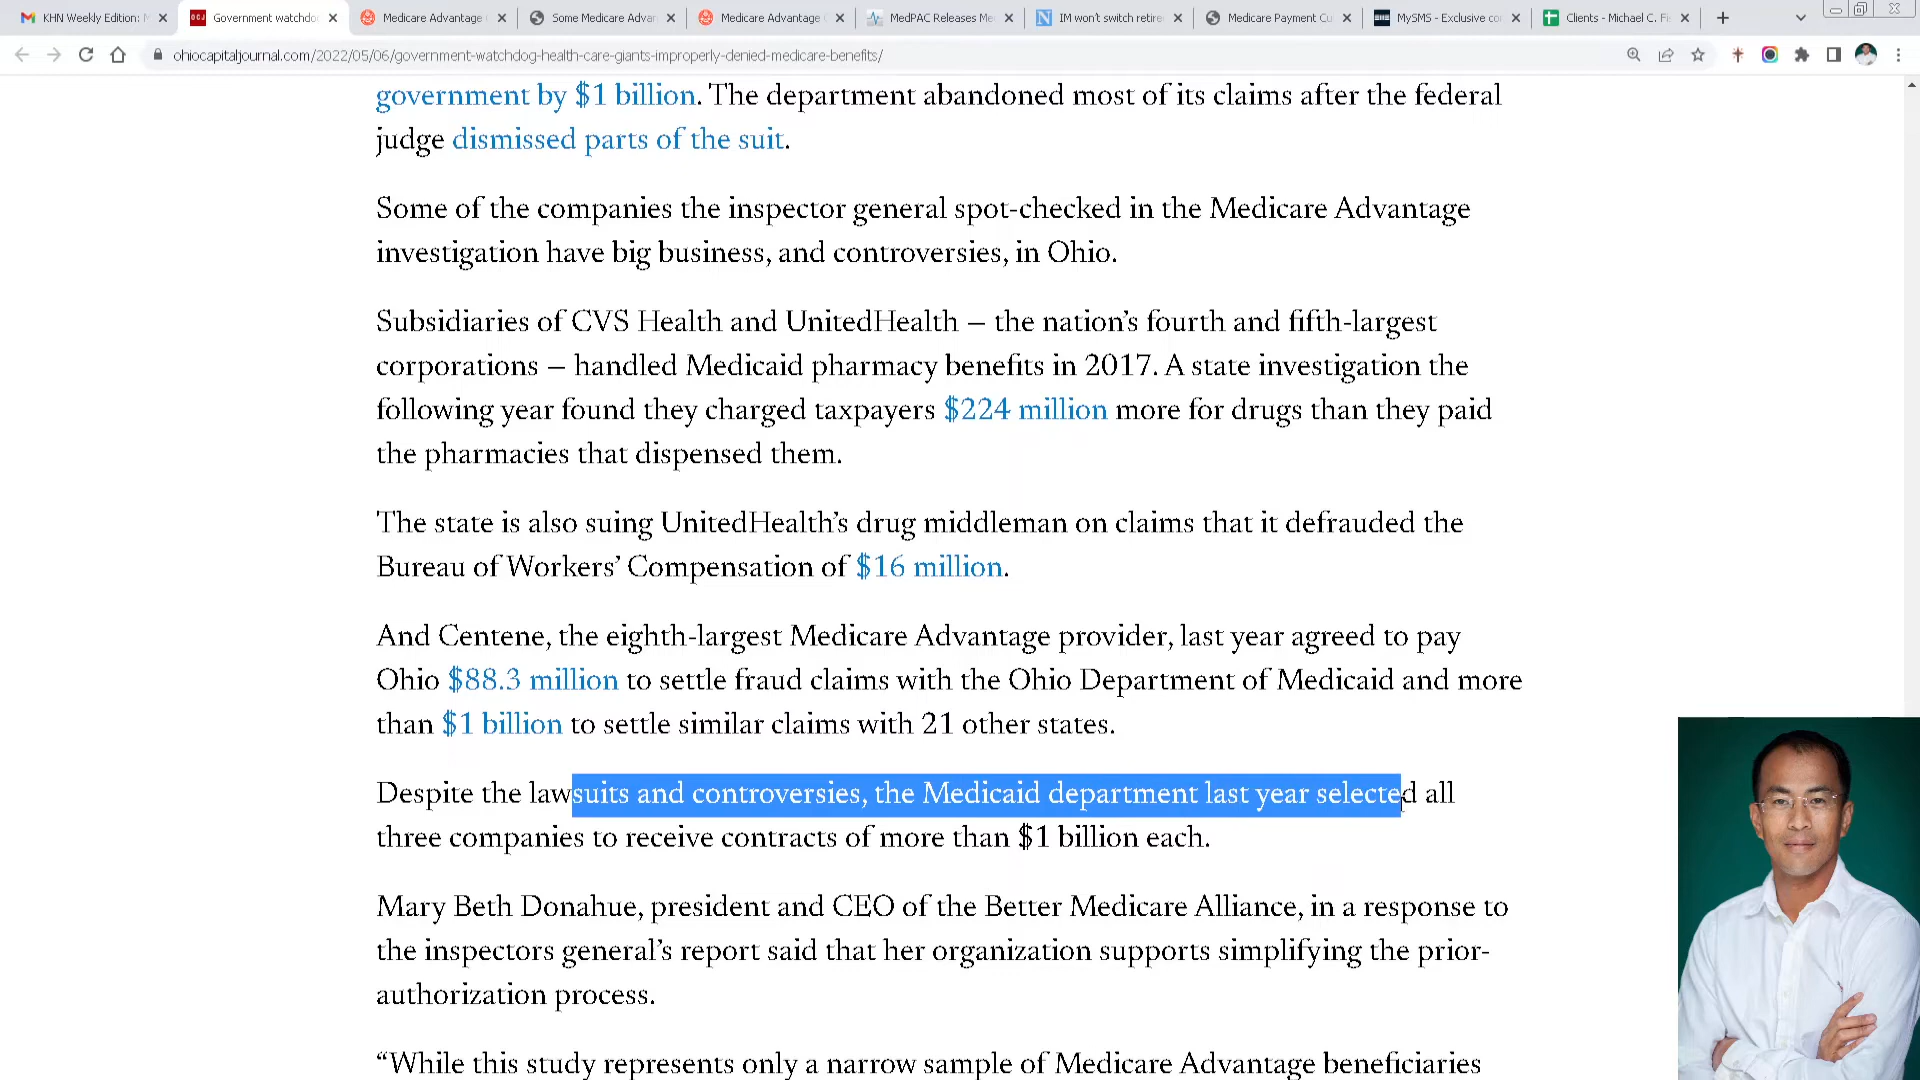 KHN Weekly Edition: M
Government watchdo
Medicare Advantage
Some Medicare Advan
Medicare Advantage
MedPAC Releases Me
IM won't switch retire
Medicare Payment Cu
MySMS - Exclusive co
Clients - Michael C. Fi
ohiocapitaljournal.com/2022/05/06/government-watchdog-health-care-giants-improperly-denied-medicare-benefits/
government by $1 billion. The department abandoned most of its claims after the federal
judge dismissed parts of the suit.
Some of the companies the inspector general spot-checked in the Medicare Advantage
investigation have big business, and controversies, in Ohio.
Subsidiaries of CVS Health and UnitedHealth – the nation's fourth and fifth-largest
corporations – handled Medicaid pharmacy benefits in 2017. A state investigation the
following year found they charged taxpayers $224 million more for drugs than they paid
the pharmacies that dispensed them.
The state is also suing UnitedHealth's drug middleman on claims that it defrauded the
Bureau of Workers' Compensation of $16 million.
And Centene, the eighth-largest Medicare Advantage provider, last year agreed to pay
Ohio $88.3 million to settle fraud claims with the Ohio Department of Medicaid and more
than $1 billion to settle similar claims with 21 other states.
Despite the lawsuits and controversies, the Medicaid department last year selected all
three companies to receive contracts of more than $1 billion each.
Mary Beth Donahue, president and CEO of the Better Medicare Alliance, in a response to
the inspectors general's report said that her organization supports simplifying the prior-
authorization process.
“While this study represents only a narrow sample of Medicare Advantage beneficiaries